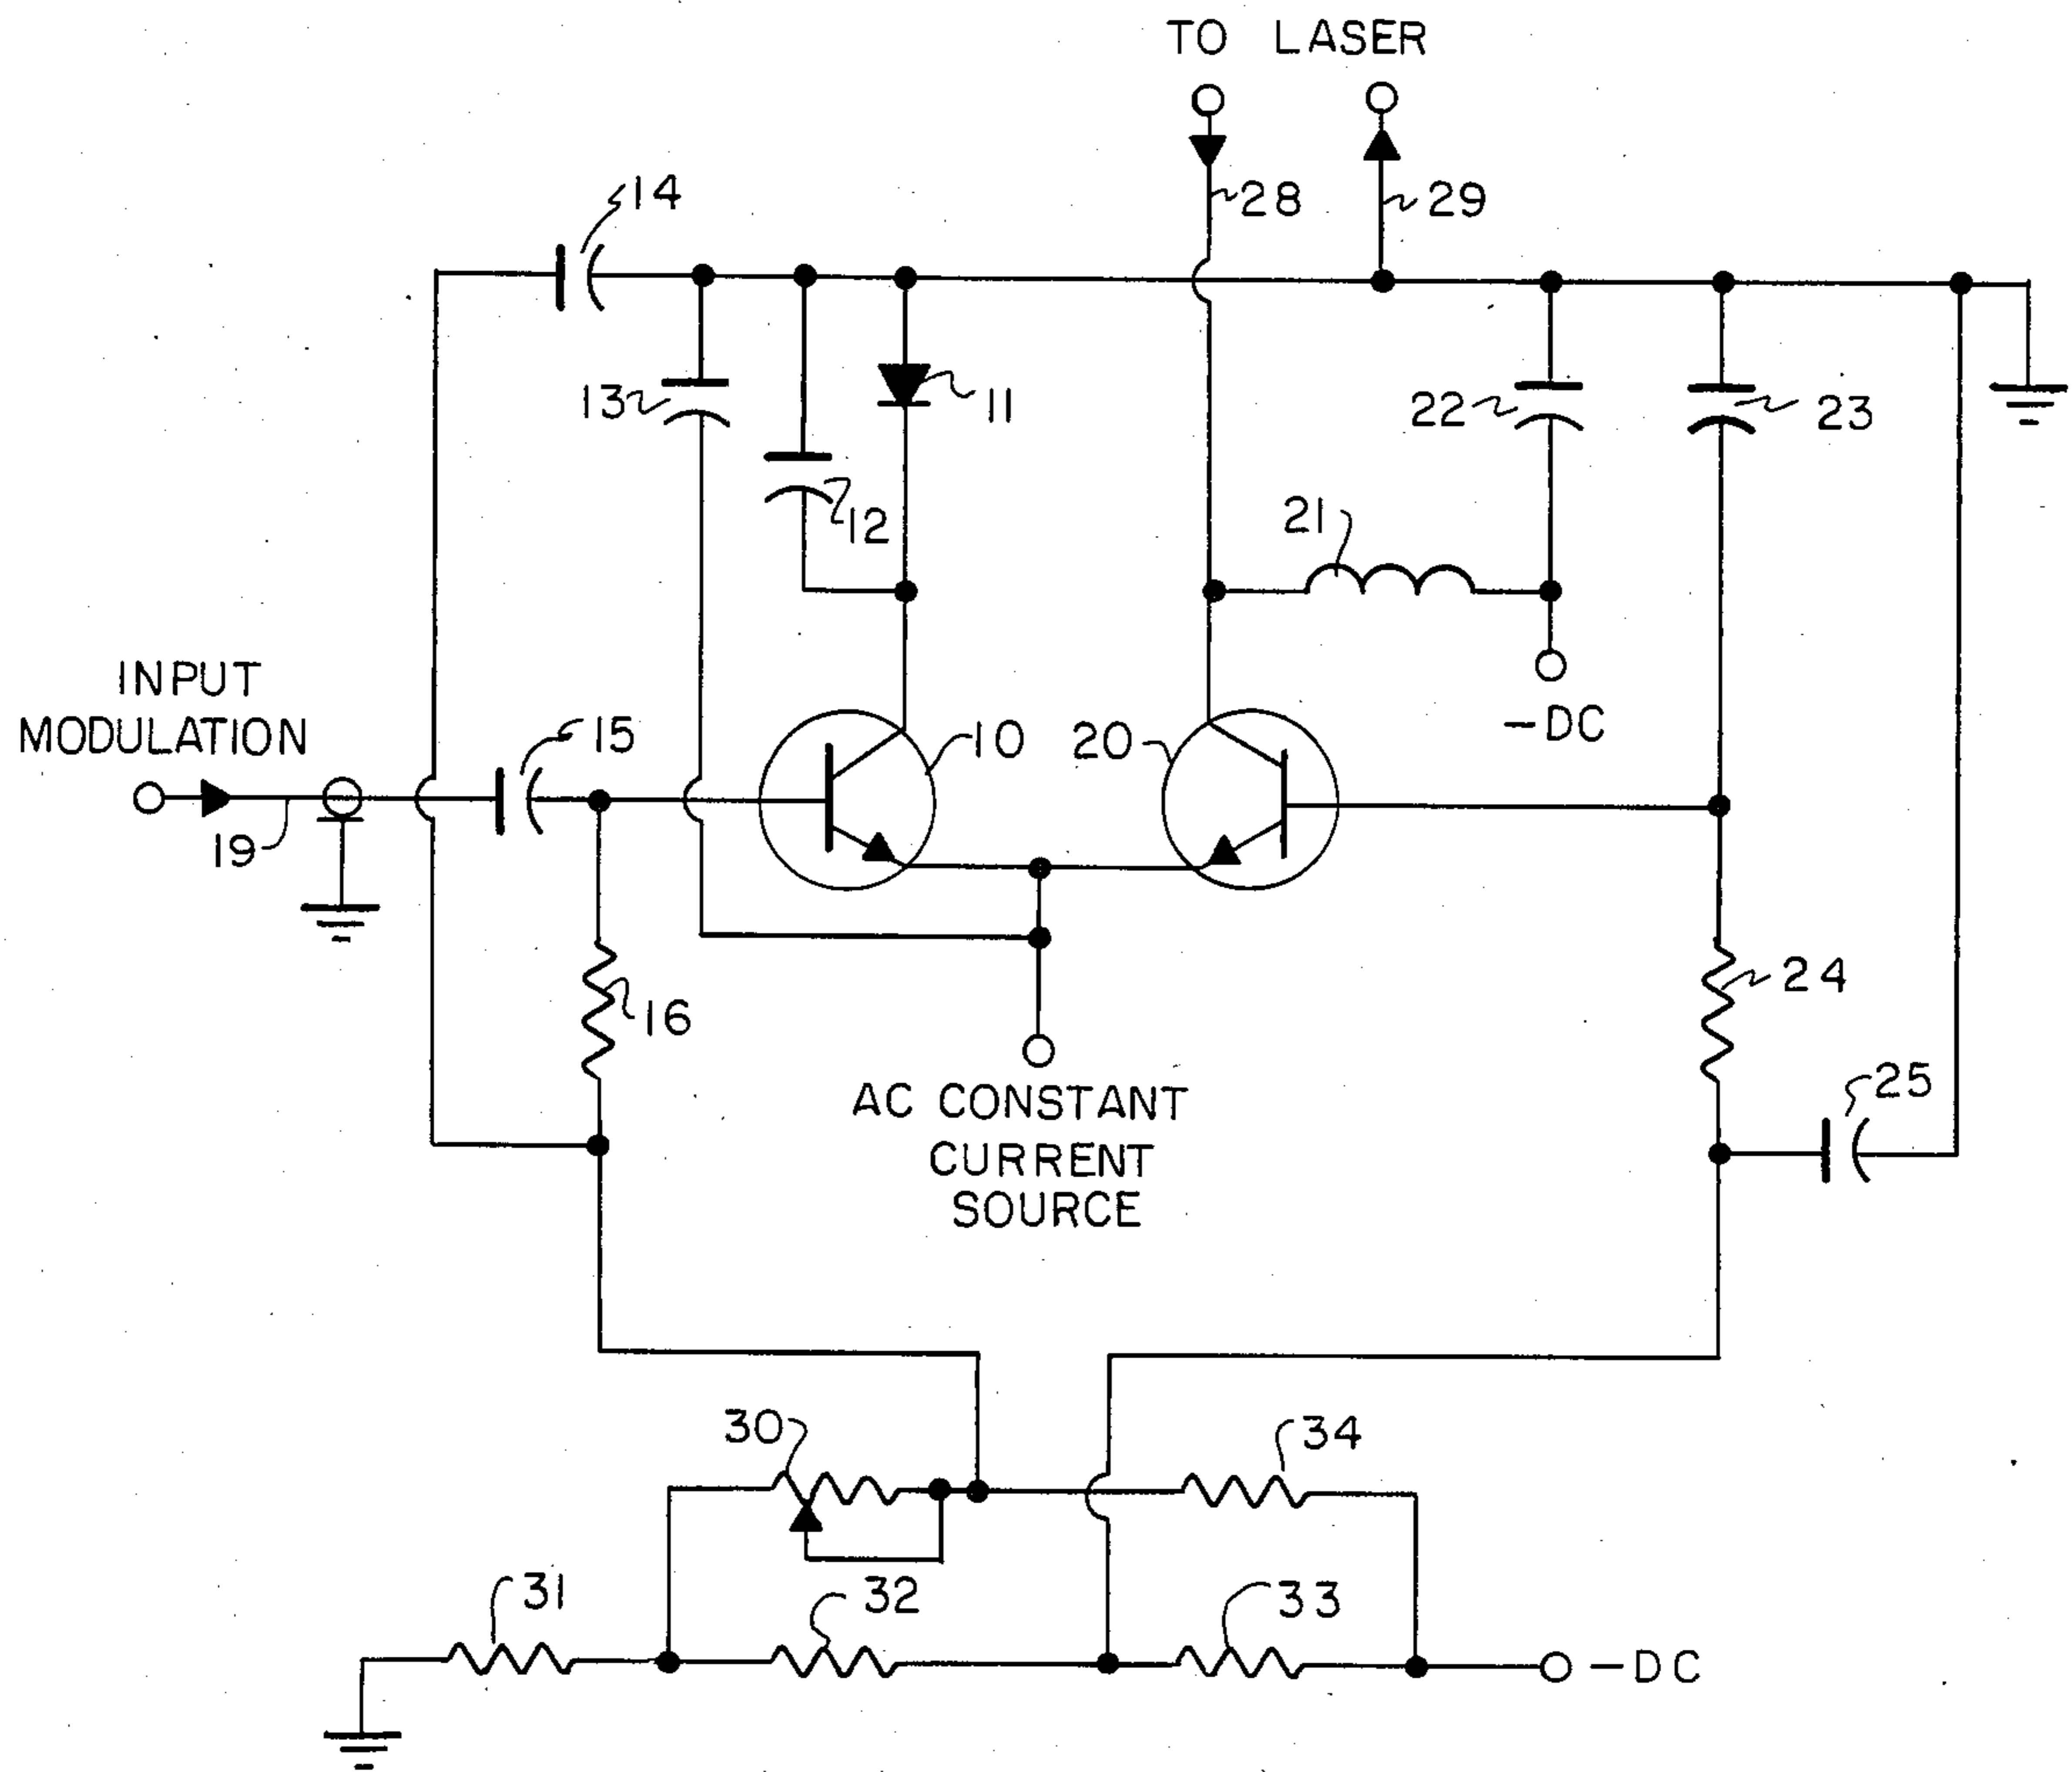 TO LASER
14
28
29
13
11
22
23
12
21
INPUT
MODULATION
15
10
20
-DC
19
24
16
25
AC CONSTANT
CURRENT
SOURCE
30
34
31
32
33
-DC